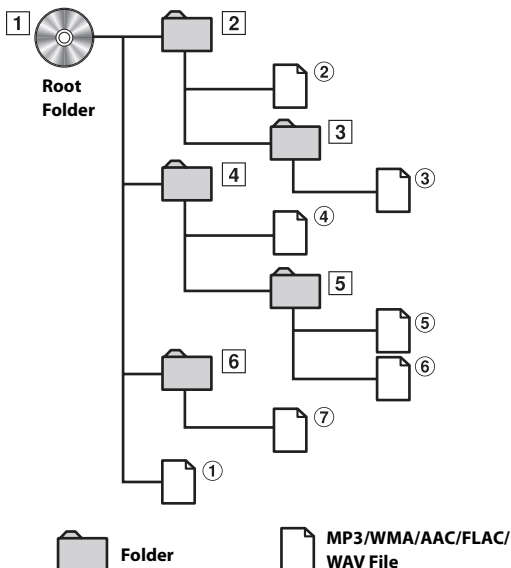 1
2
Root
Folder
②
3
4
③
④
5
⑤
⑥
6
⑦
①
Folder
MP3/WMA/AAC/FLAC/
WAV File